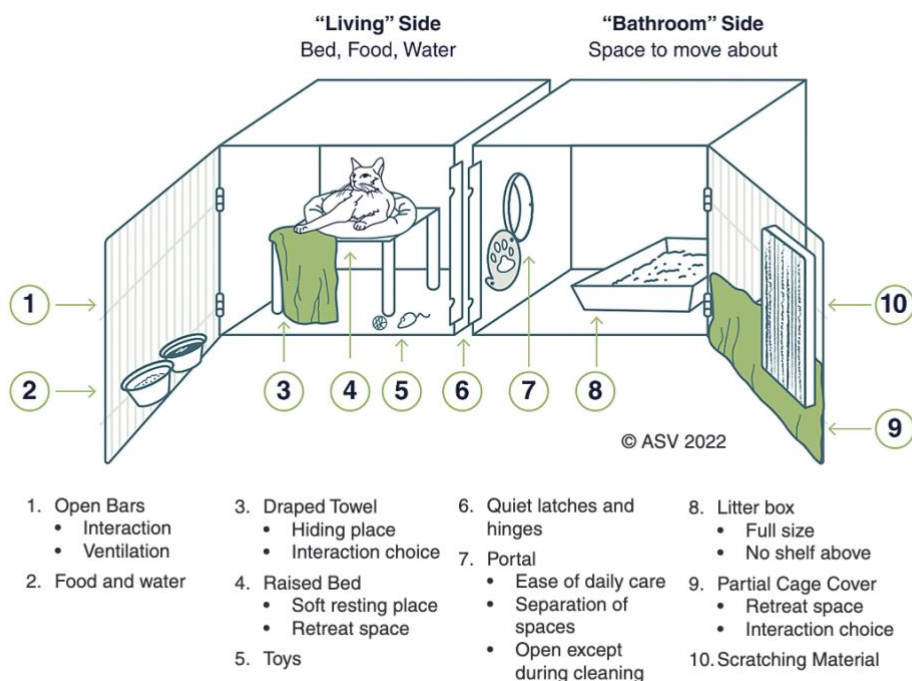 “Living” Side
Bed, Food, Water
“Bathroom” Side
Space to move about
1
2
3
4
5
6
7
8
9
10
© ASV 2022
1. Open Bars
• Interaction
• Ventilation
2. Food and water
3. Draped Towel
• Hiding place
• Interaction choice
4. Raised Bed
• Soft resting place
• Retreat space
5. Toys
6. Quiet latches and
hinges
7. Portal
• Ease of daily care
• Separation of
spaces
• Open except
during cleaning
8. Litter box
• Full size
• No shelf above
9. Partial Cage Cover
• Retreat space
• Interaction choice
10. Scratching Material